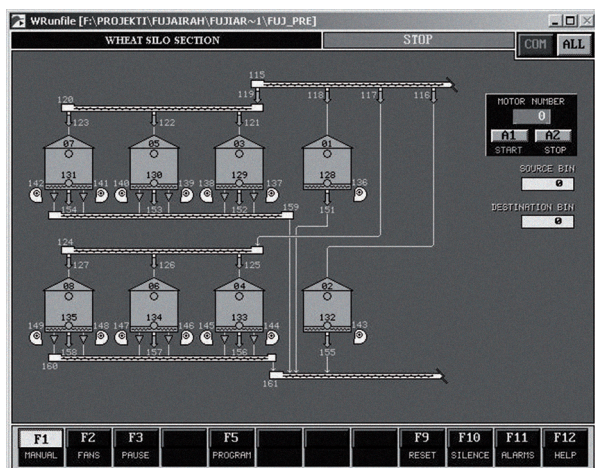 WRunfile [F:\PROJEKTI\FUJAIRAH\FUJIAR~1\FUJ_PRE]
WHEAT SILO SECTION
STOP
COM
ALL
115
119
118
117
116
120
123
122
121
MOTOR NUMBER
0
A1
A2
START
STOP
07
05
03
01
131
130
129
128
142
141
140
139
138
137
136
SOURCE BIN
0
154
153
152
159
151
DESTINATION BIN
0
124
127
126
125
08
06
04
02
135
134
133
132
149
148
147
146
145
144
143
158
157
156
155
160
161
F1
F2
F3
F5
F9
F10
F11
F12
MANUAL
FANS
PAUSE
PROGRAM
RESET
SILENCE
ALARMS
HELP